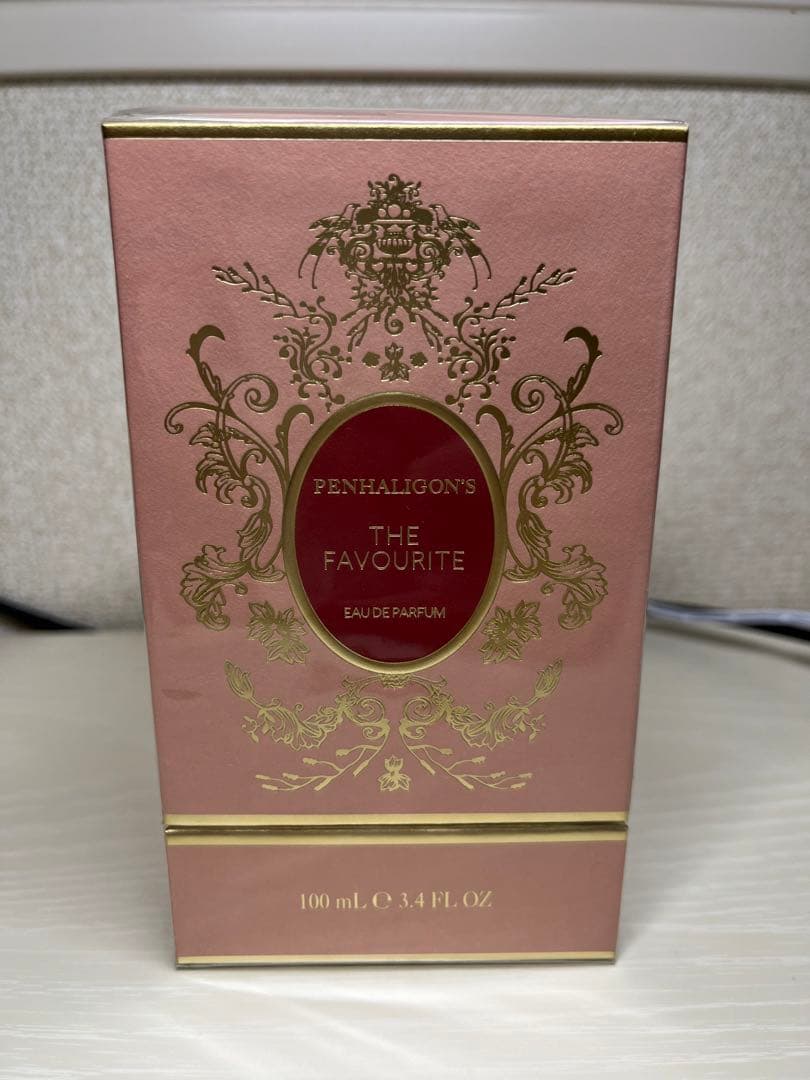 PENHALIGON'S
THE
FAVOURITE
EAU DE PARFUM
100 mL ℮ 3.4 FL OZ